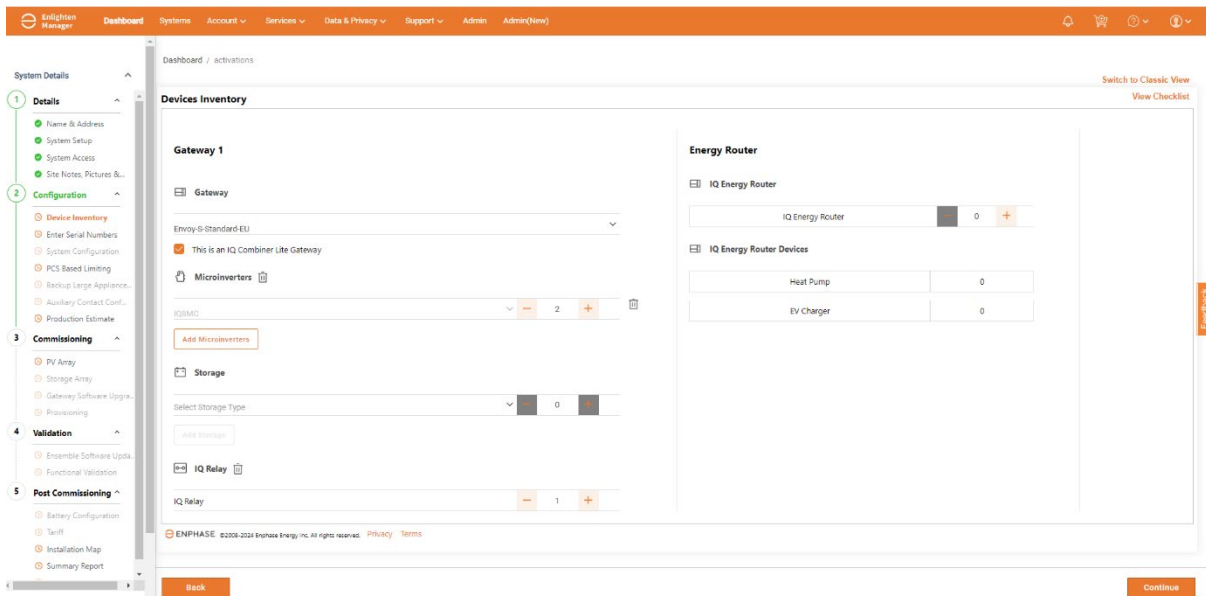 Enlighten Manager Dashboard Systems Account Services Data & Privacy Support Admin Admin(New)
Dashboard / activations
Switch to Classic View
View Checklist
System Details
1 Details
Name & Address
System Setup
System Access
Site Notes, Pictures &...
2 Configuration
Device Inventory
Enter Serial Numbers
System Configuration
PCS Based Limiting
Backup Large Appliance...
Auxiliary Contact Conf...
Production Estimate
3 Commissioning
PV Array
Storage Array
Gateway Software Upgra...
Provisioning
4 Validation
Ensemble Software Upda...
Functional Validation
5 Post Commissioning
Battery Configuration
Tariff
Installation Map
Summary Report
Devices Inventory
Gateway 1
Gateway
Envoy-S-Standard-EU
This is an IQ Combiner Lite Gateway
Microinverters
IQ8MC − 2 +
Add Microinverters
Storage
Select Storage Type − 0 +
Add Storage
IQ Relay
IQ Relay − 1 +
Energy Router
IQ Energy Router
IQ Energy Router − 0 +
IQ Energy Router Devices
Heat Pump 0
EV Charger 0
Feedback
ENPHASE ©2008-2024 Enphase Energy Inc. All rights reserved. Privacy Terms
Back
Continue